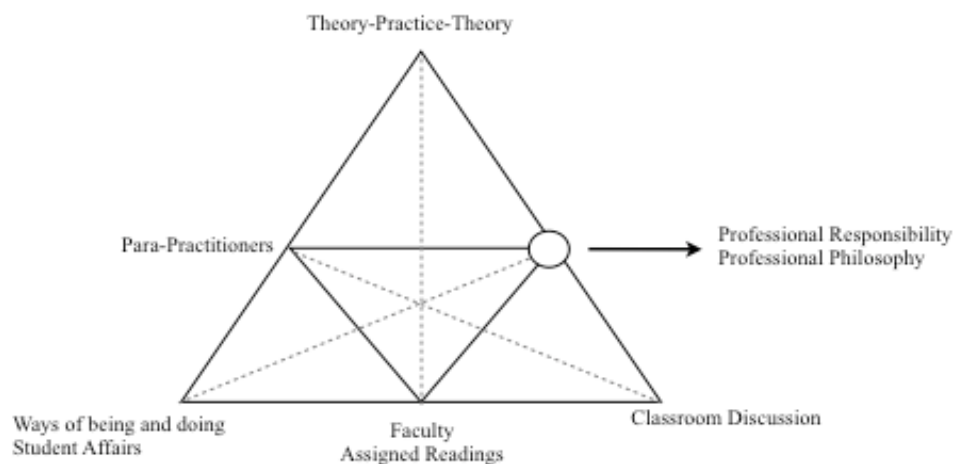 Theory-Practice-Theory
Para-Practitioners
Professional Responsibility
Professional Philosophy
Ways of being and doing
Student Affairs
Faculty
Assigned Readings
Classroom Discussion